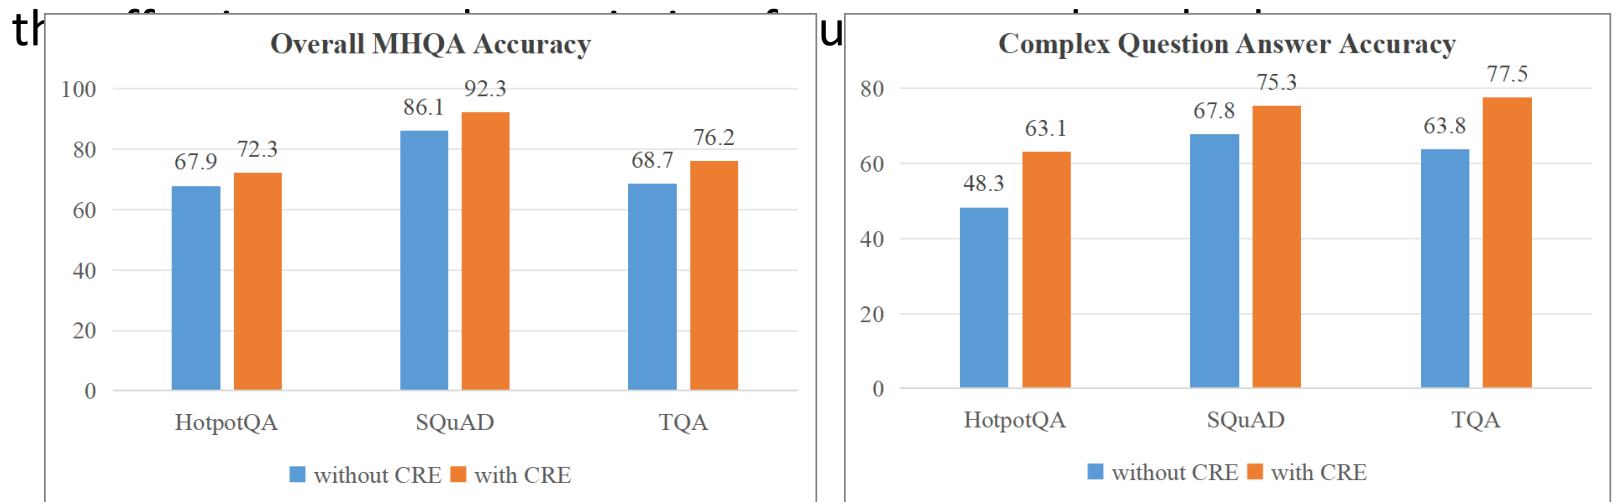 Overall MHQA Accuracy
100
80
60
40
20
0
67.9
72.3
86.1
92.3
68.7
76.2
HotpotQA
SQuAD
TQA
without CRE
with CRE
Complex Question Answer Accuracy
80
60
40
20
0
48.3
63.1
67.8
75.3
63.8
77.5
HotpotQA
SQuAD
TQA
without CRE
with CRE